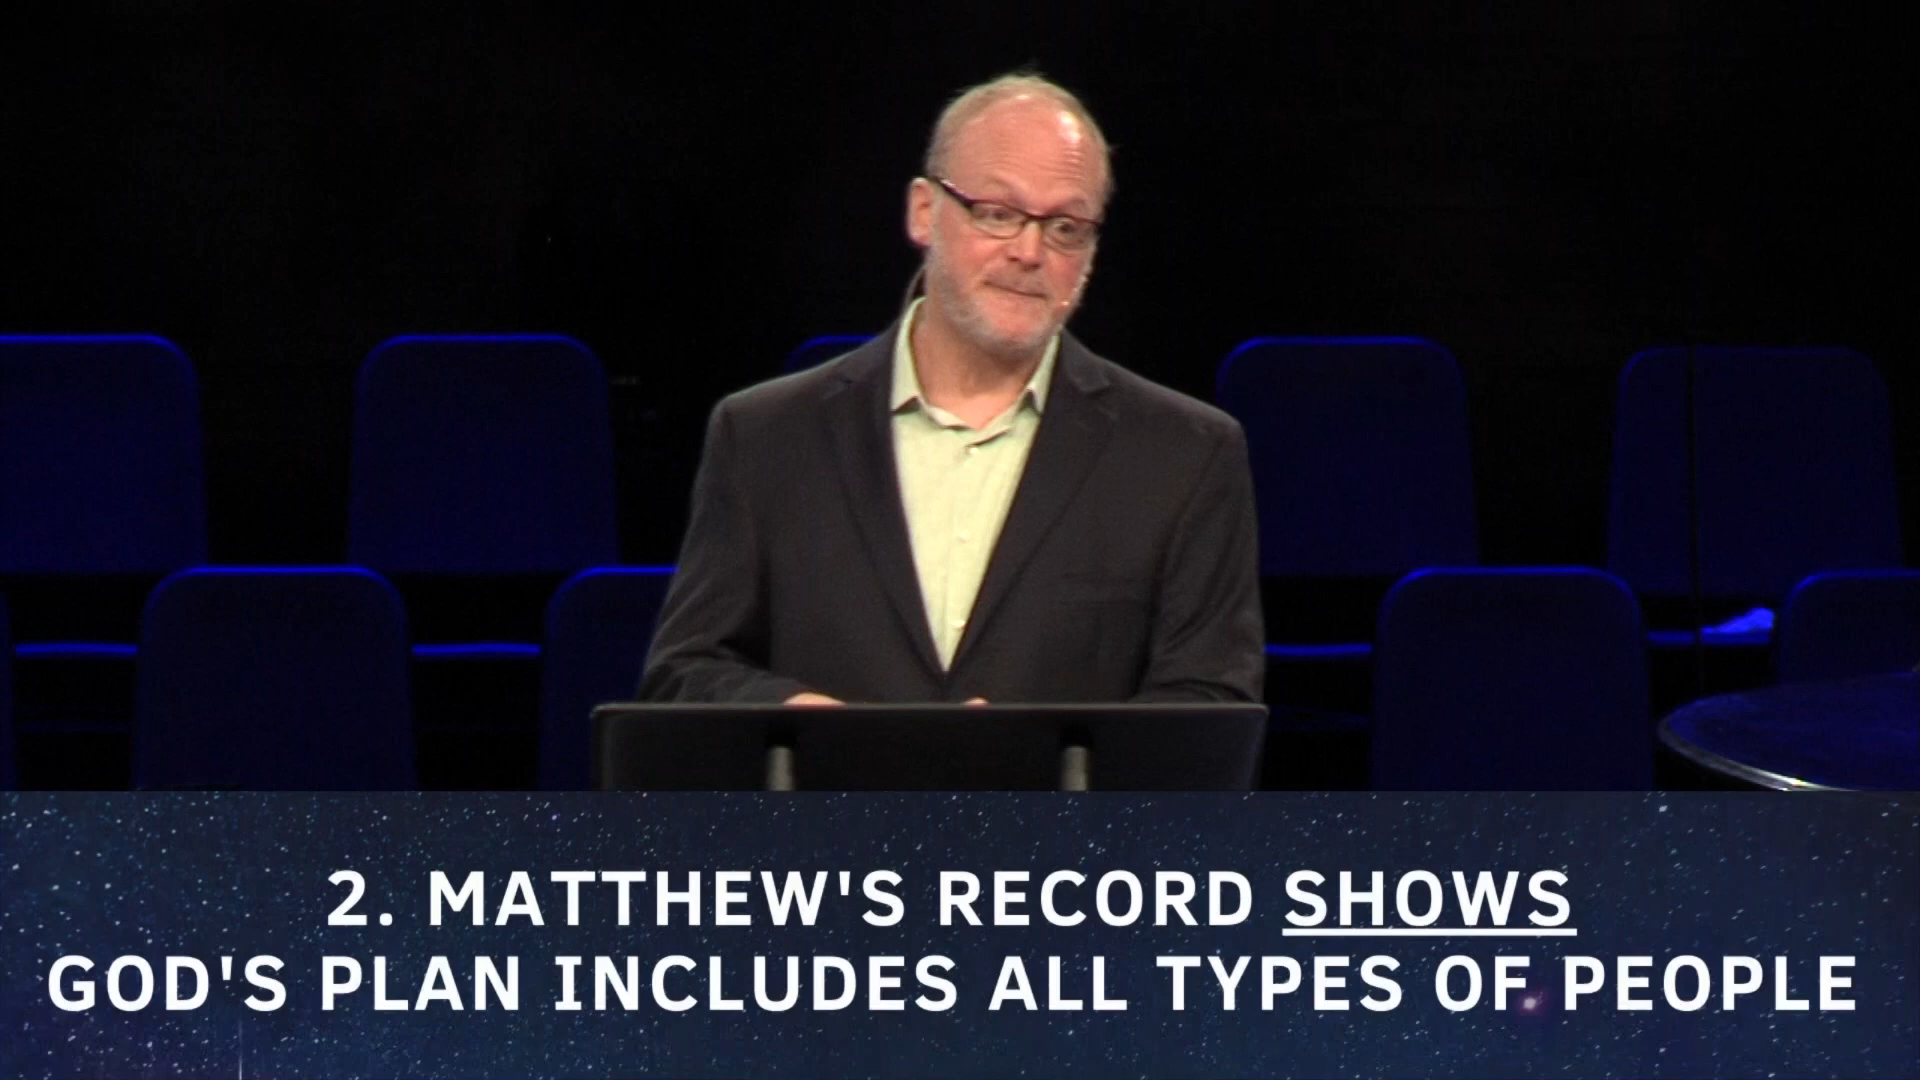 2. MATTHEW'S RECORD SHOWS
GOD'S PLAN INCLUDES ALL TYPES OF PEOPLE